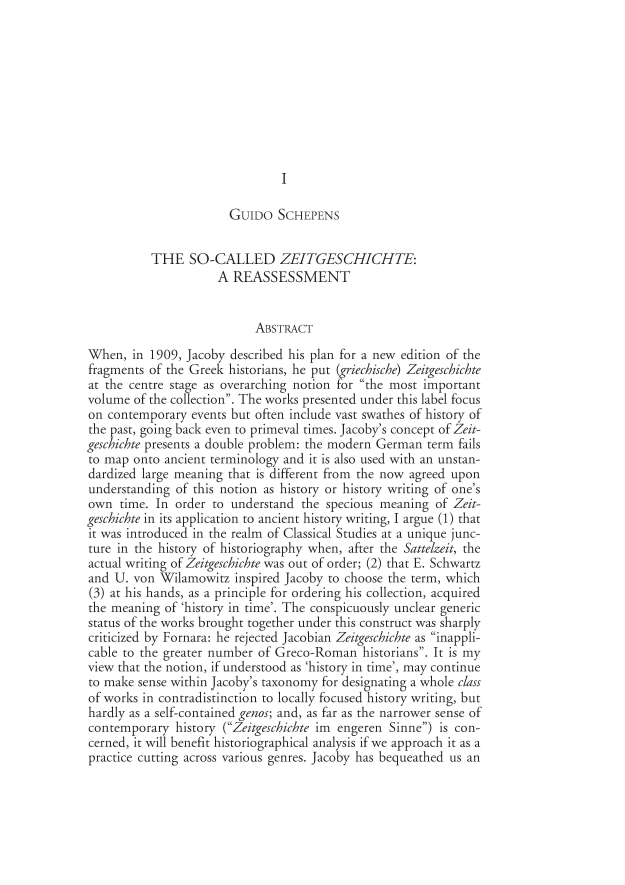 I
GUIDO SCHEPENS
THE SO-CALLED ZEITGESCHICHTE:
A REASSESSMENT
ABSTRACT
When, in 1909, Jacoby described his plan for a new edition of the
fragments of the Greek historians, he put (griechische) Zeitgeschichte
at the centre stage as overarching notion for “the most important
volume of the collection”. The works presented under this label focus
on contemporary events but often include vast swathes of history of
the past, going back even to primeval times. Jacoby’s concept of Zeit-
geschichte presents a double problem: the modern German term fails
to map onto ancient terminology and it is also used with an unstan-
dardized large meaning that is different from the now agreed upon
understanding of this notion as history or history writing of one’s
own time. In order to understand the specious meaning of Zeit-
geschichte in its application to ancient history writing, I argue (1) that
it was introduced in the realm of Classical Studies at a unique junc-
ture in the history of historiography when, after the Sattelzeit, the
actual writing of Zeitgeschichte was out of order; (2) that E. Schwartz
and U. von Wilamowitz inspired Jacoby to choose the term, which
(3) at his hands, as a principle for ordering his collection, acquired
the meaning of ‘history in time’. The conspicuously unclear generic
status of the works brought together under this construct was sharply
criticized by Fornara: he rejected Jacobian Zeitgeschichte as “inappli-
cable to the greater number of Greco-Roman historians”. It is my
view that the notion, if understood as ‘history in time’, may continue
to make sense within Jacoby’s taxonomy for designating a whole class
of works in contradistinction to locally focused history writing, but
hardly as a self-contained genos; and, as far as the narrower sense of
contemporary history (“Zeitgeschichte im engeren Sinne”) is con-
cerned, it will benefit historiographical analysis if we approach it as a
practice cutting across various genres. Jacoby has bequeathed us an